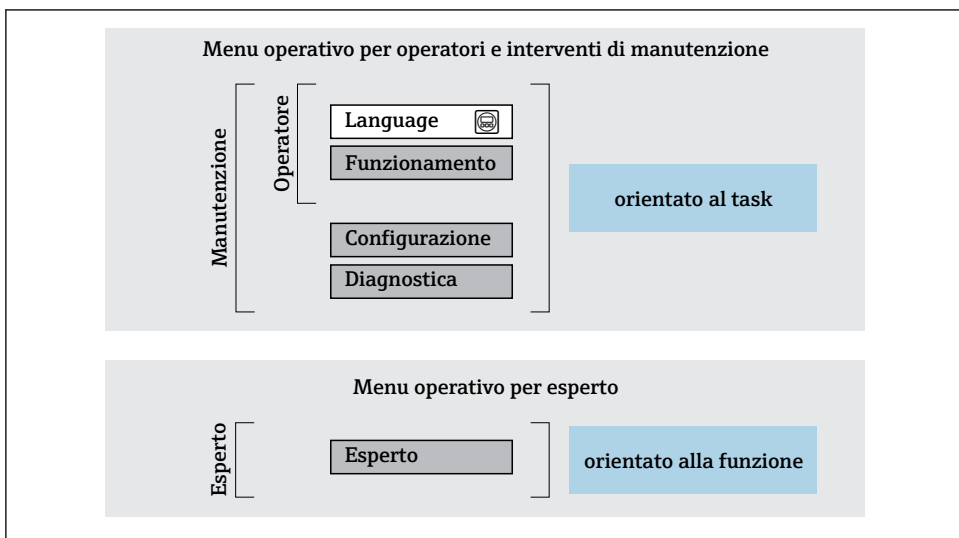 Menu operativo per operatori e interventi di manutenzione
Manutenzione
Operatore
Language
Funzionamento
Configurazione
Diagnostica
orientato al task
Menu operativo per esperto
Esperto
Esperto
orientato alla funzione